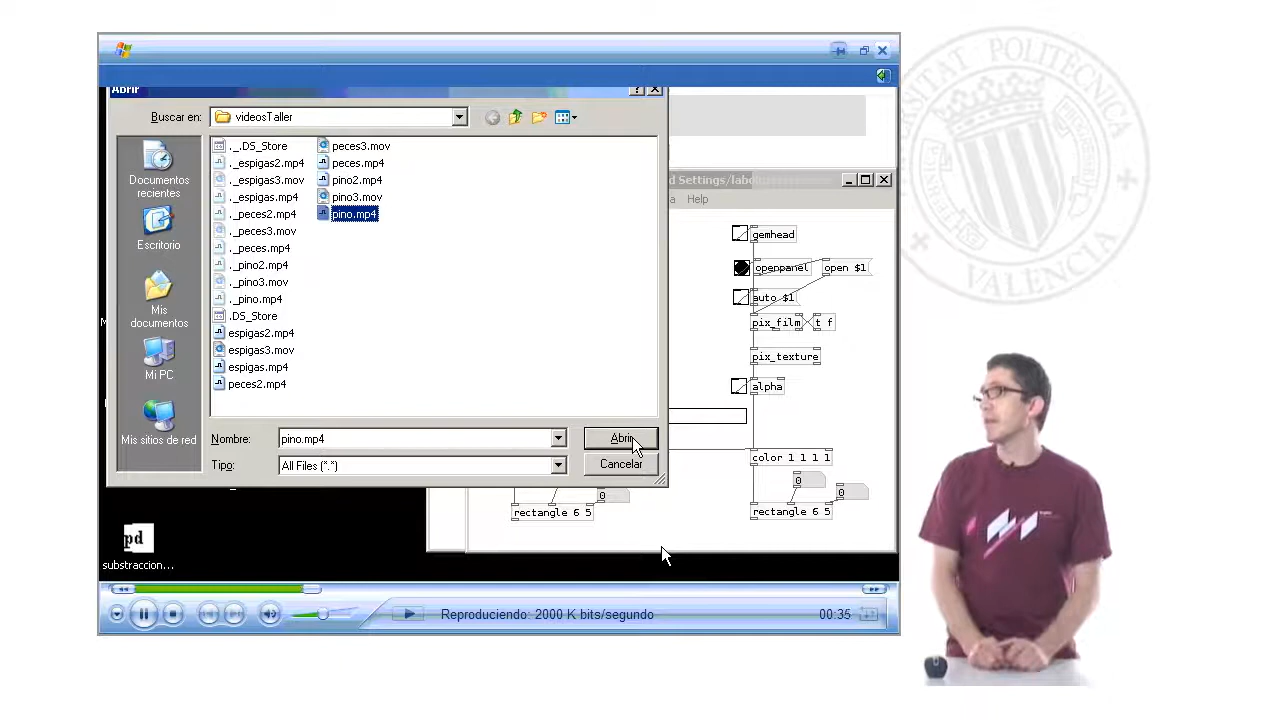 Abrir
Buscar en:
videosTaller
._.DS_Store
._espigas2.mp4
._espigas3.mov
._espigas.mp4
._peces2.mp4
._peces3.mov
._peces.mp4
._pino2.mp4
._pino3.mov
._pino.mp4
.DS_Store
espigas2.mp4
espigas3.mov
espigas.mp4
peces2.mp4
peces3.mov
peces.mp4
pino2.mp4
pino3.mov
pino.mp4
Documentos
recientes
Escritorio
Mis
documentos
Mi PC
Mis sitios de red
Nombre:
pino.mp4
Abrir
Tipo:
All Files (*.*)
Cancelar
d Settings/labo
Help
gemhead
openpanel
open $1
auto $1
pix_film
t f
pix_texture
alpha
color 1 1 1 1
0
0
rectangle 6 5
0
rectangle 6 5
pd
substraccion...
Reproduciendo: 2000 K bits/segundo
00:35
POLITECNICA
VALENCIA